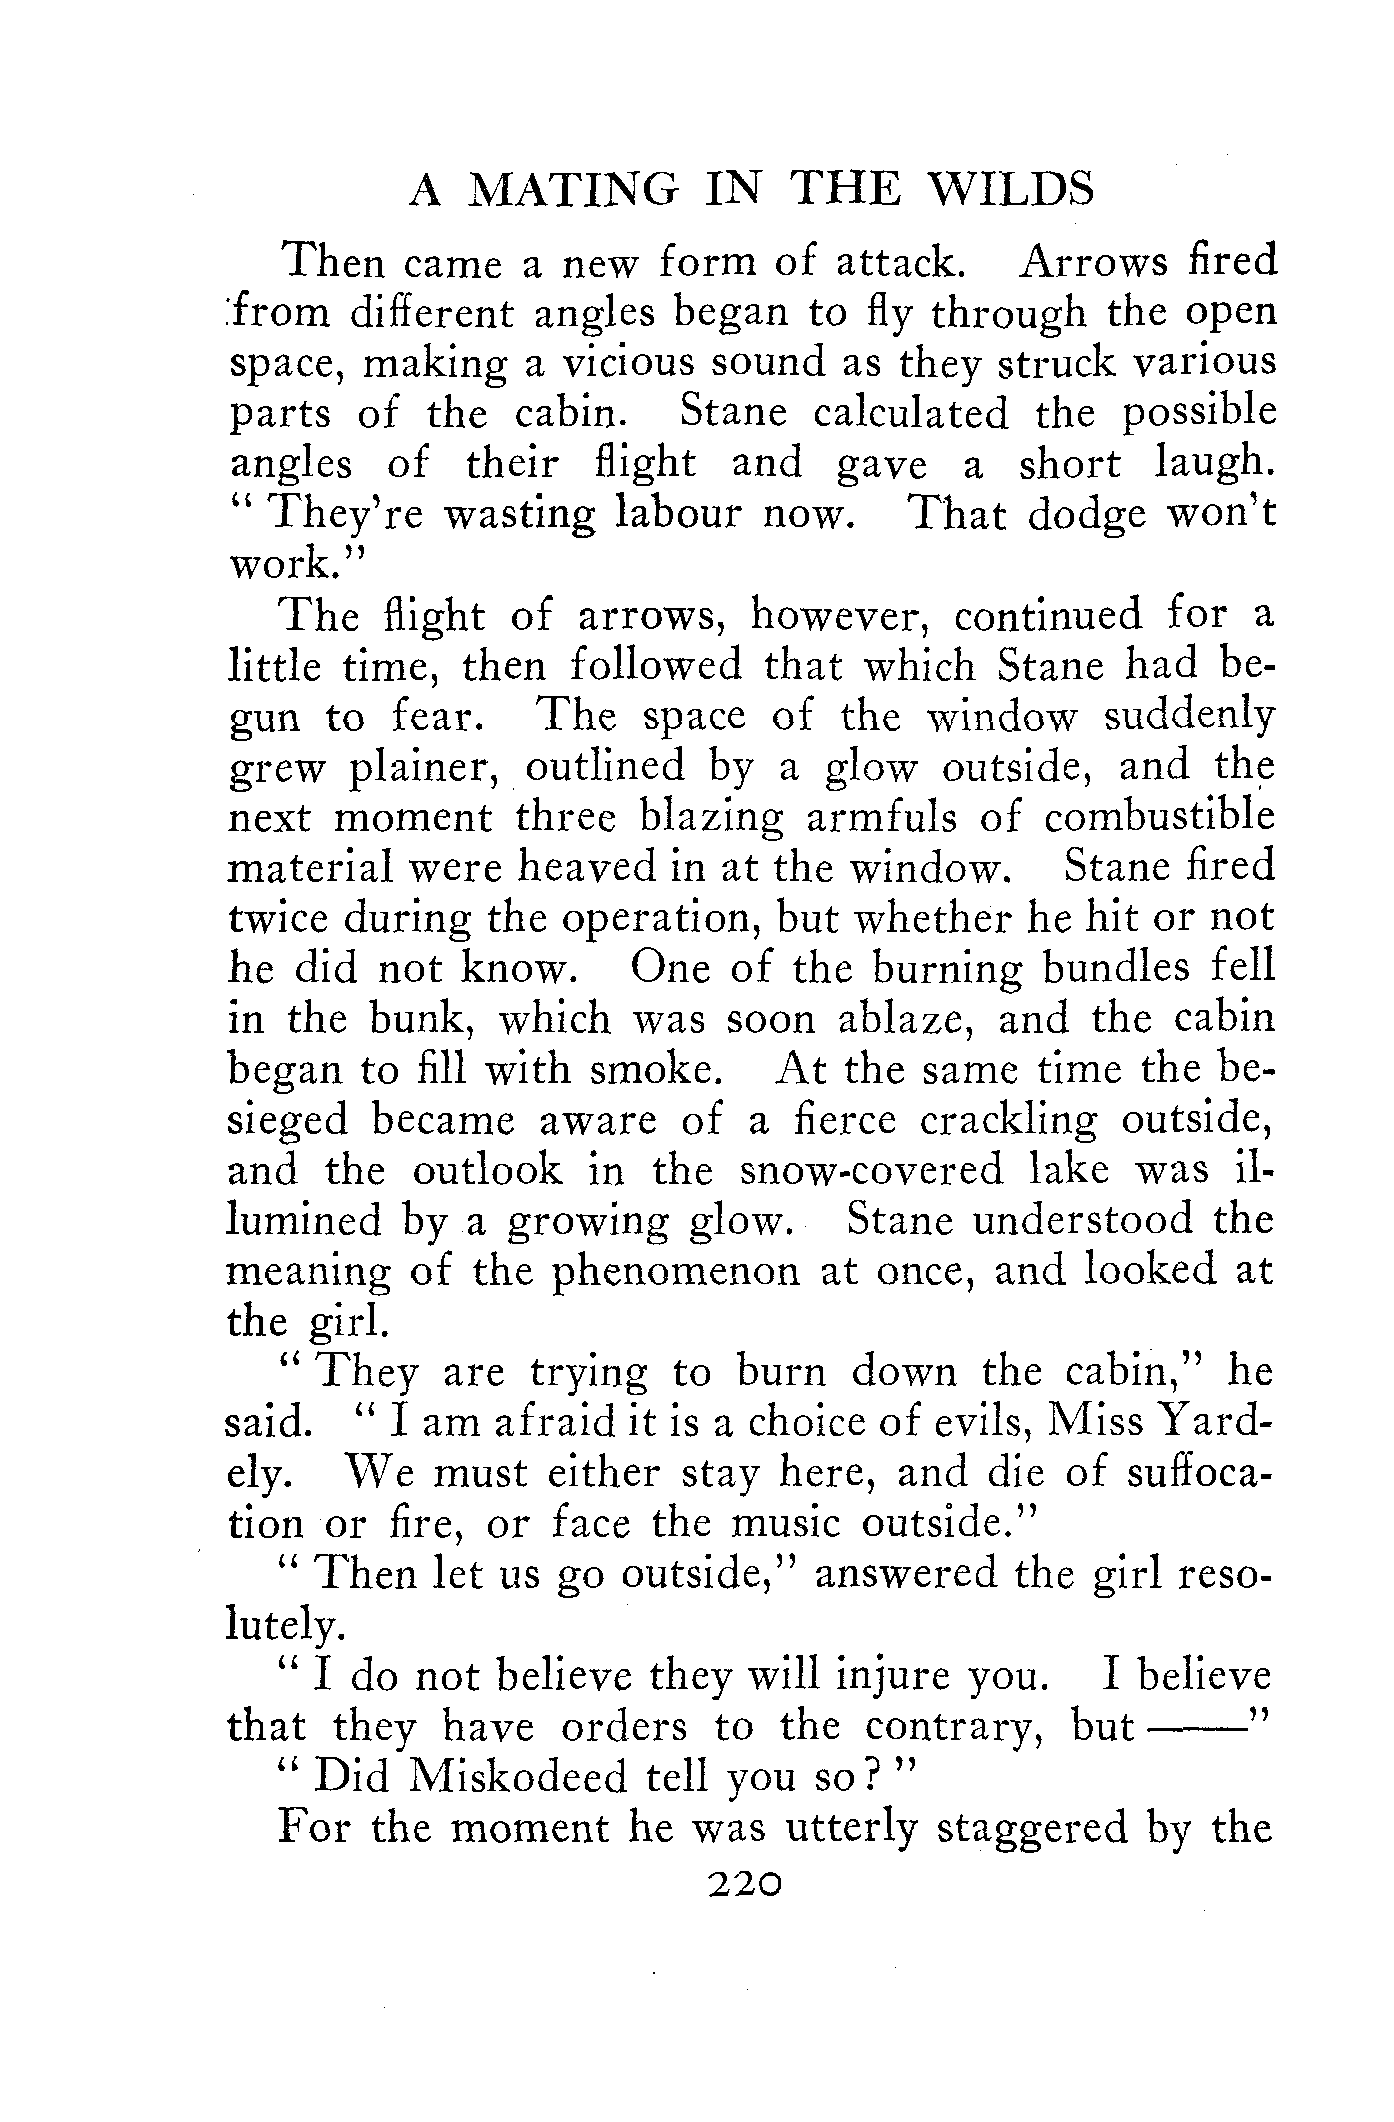 A MATING IN THE WILDS
Then came a new form of attack. Arrows fired
from different angles began to fly through the open
space, making a vicious sound as they struck various
parts of the cabin. Stane calculated the possible
angles of their flight and gave a short laugh.
“ They’re wasting labour now. That dodge won’t
work.”
The flight of arrows, however, continued for a
little time, then followed that which Stane had be-
gun to fear. The space of the window suddenly
grew plainer, outlined by a glow outside, and the
next moment three blazing armfuls of combustible
material were heaved in at the window. Stane fired
twice during the operation, but whether he hit or not
he did not know. One of the burning bundles fell
in the bunk, which was soon ablaze, and the cabin
began to fill with smoke. At the same time the be-
sieged became aware of a fierce crackling outside,
and the outlook in the snow-covered lake was il-
lumined by a growing glow. Stane understood the
meaning of the phenomenon at once, and looked at
the girl.
“ They are trying to burn down the cabin,” he
said. “ I am afraid it is a choice of evils, Miss Yard-
ely. We must either stay here, and die of suffoca-
tion or fire, or face the music outside.”
“ Then let us go outside,” answered the girl reso-
lutely.
“ I do not believe they will injure you. I believe
that they have orders to the contrary, but ——”
“ Did Miskodeed tell you so? ”
For the moment he was utterly staggered by the
220